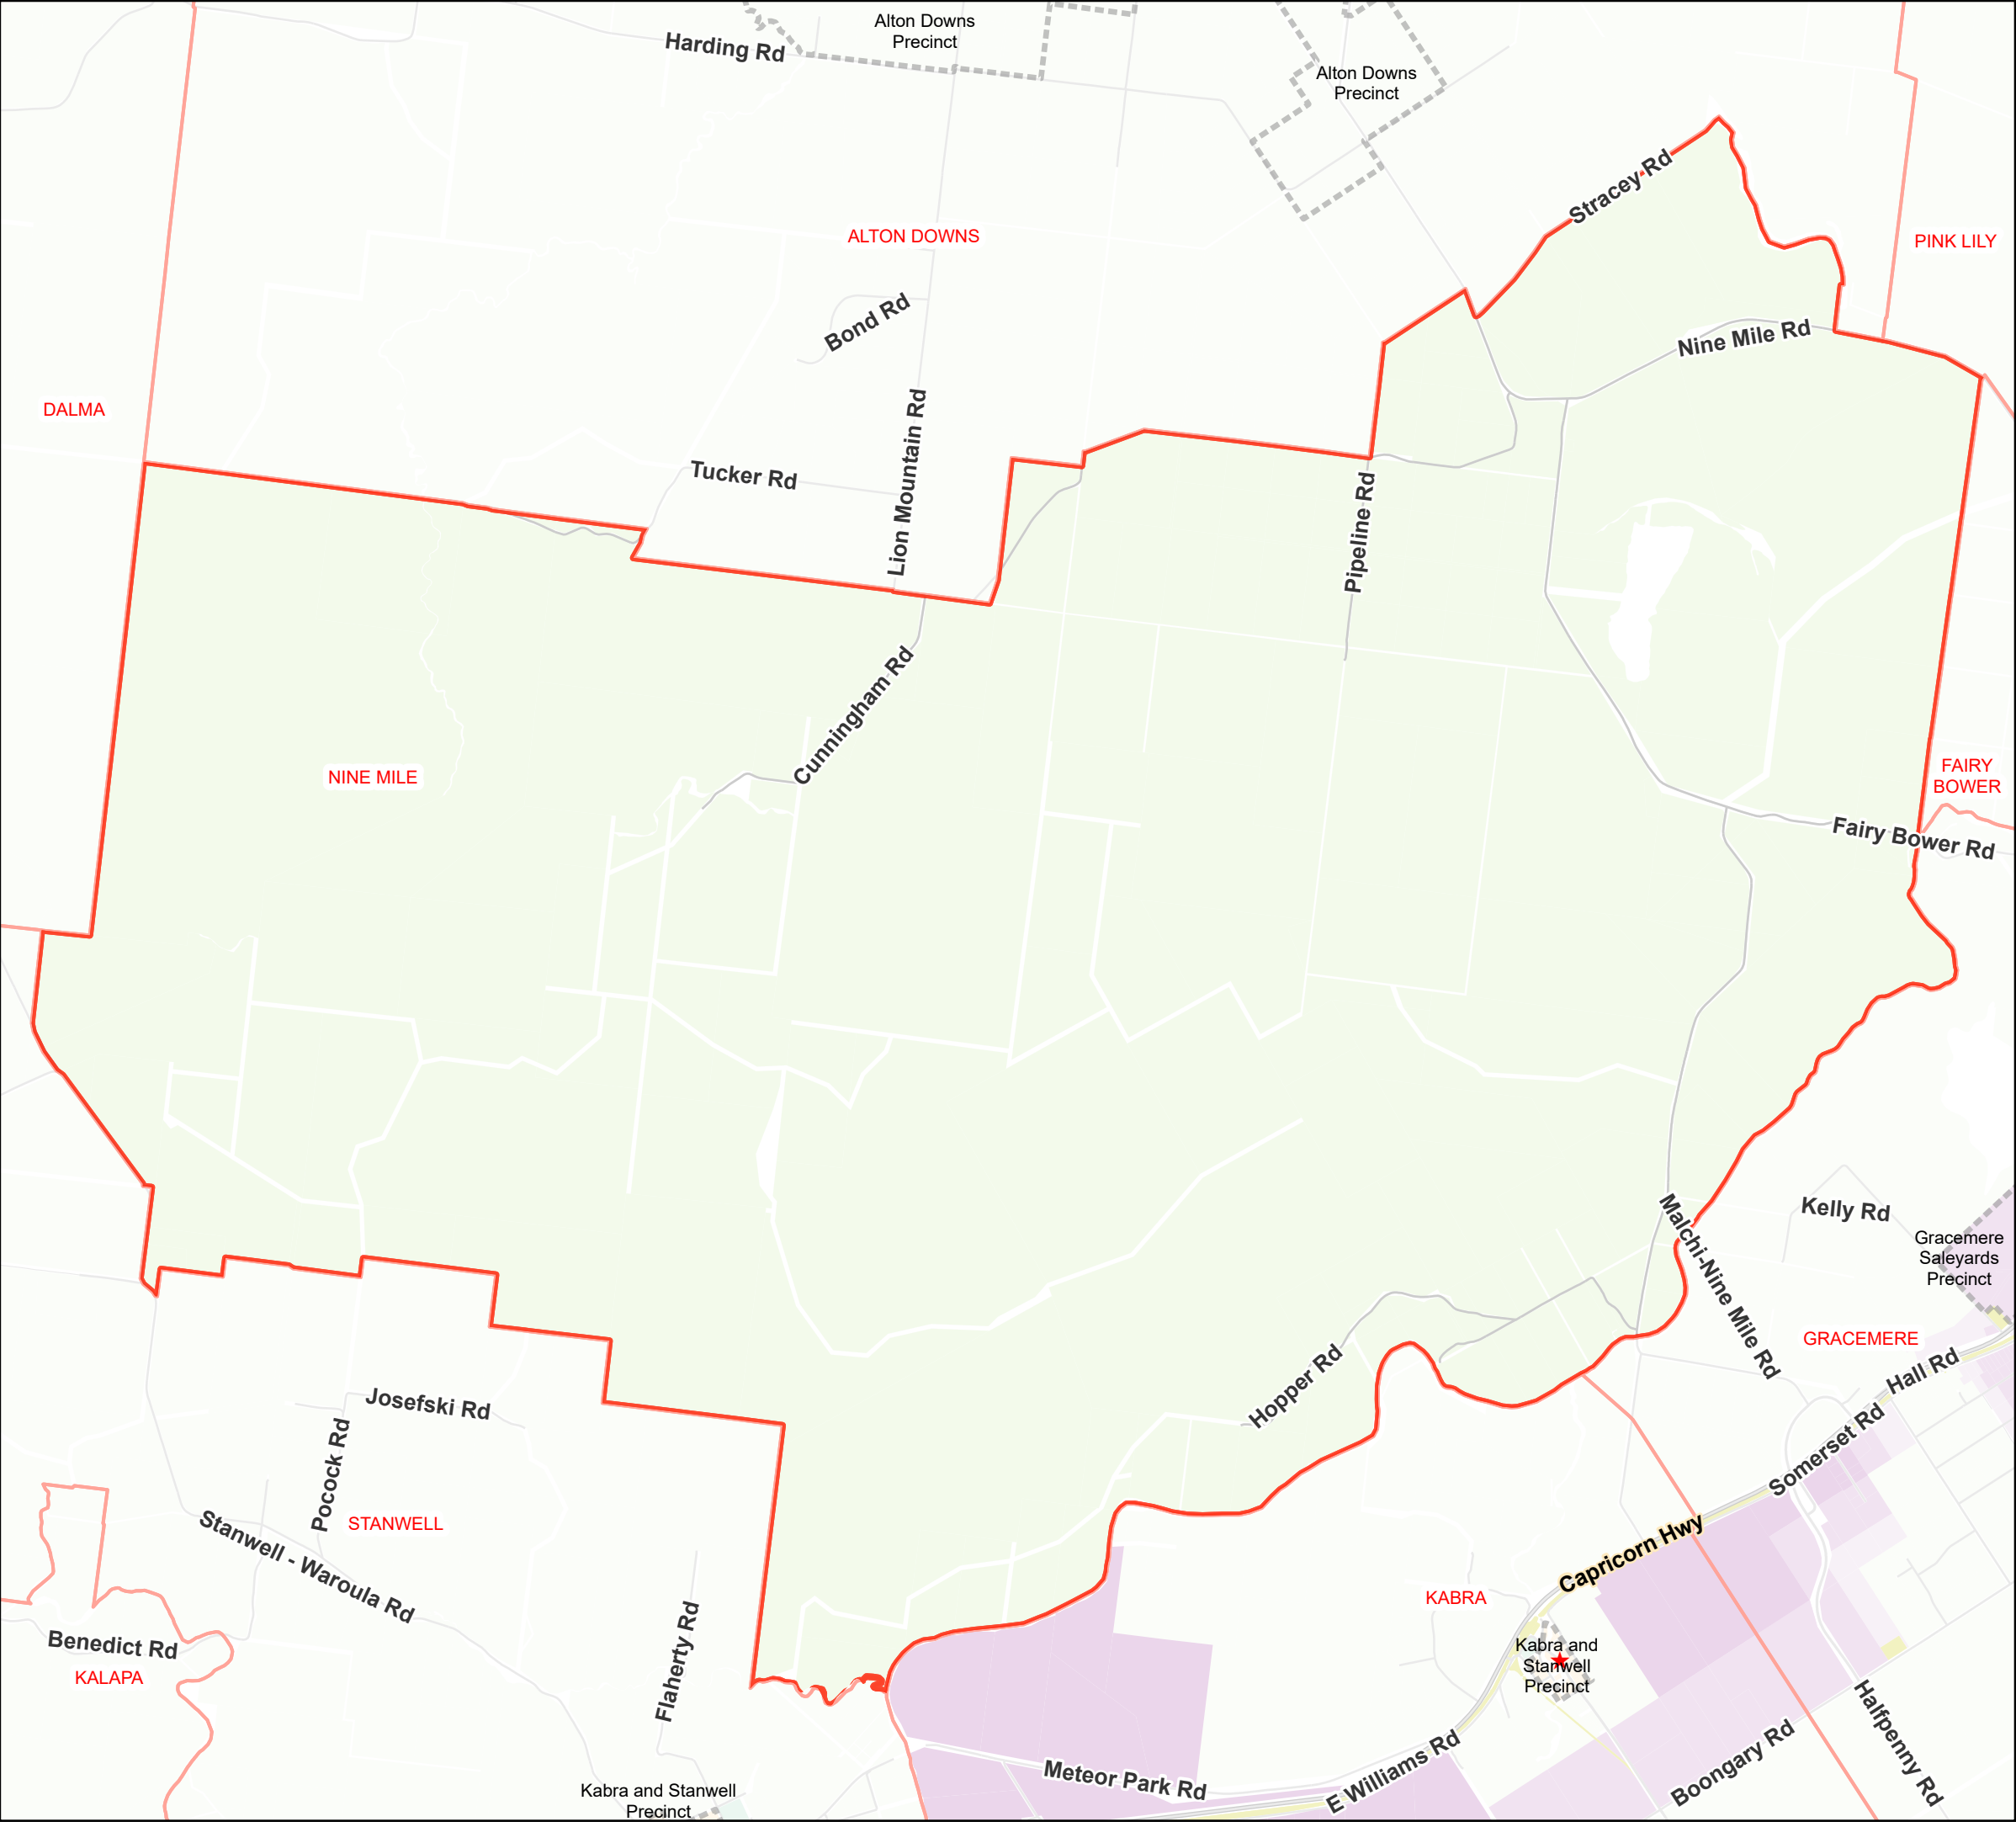 Alton Downs
Precinct
Harding Rd
Alton Downs
Precinct
Stracey Rd
ALTON DOWNS
PINK LILY
Bond Rd
Nine Mile Rd
DALMA
Lion Mountain Rd
Tucker Rd
Pipeline Rd
Cunningham Rd
NINE MILE
FAIRY
BOWER
Fairy Bower Rd
Kelly Rd
Malchi-Nine Mile Rd
Gracemere
Saleyards
Precinct
GRACEMERE
Hall Rd
Hopper Rd
Josefski Rd
Pocock Rd
Somerset Rd
STANWELL
Stanwell - Waroula Rd
Capricorn Hwy
KABRA
Benedict Rd
KALAPA
Flaherty Rd
Kabra and
Stanwell
Precinct
Halfpenny Rd
Meteor Park Rd
E Williams Rd
Boongary Rd
Kabra and Stanwell
Precinct